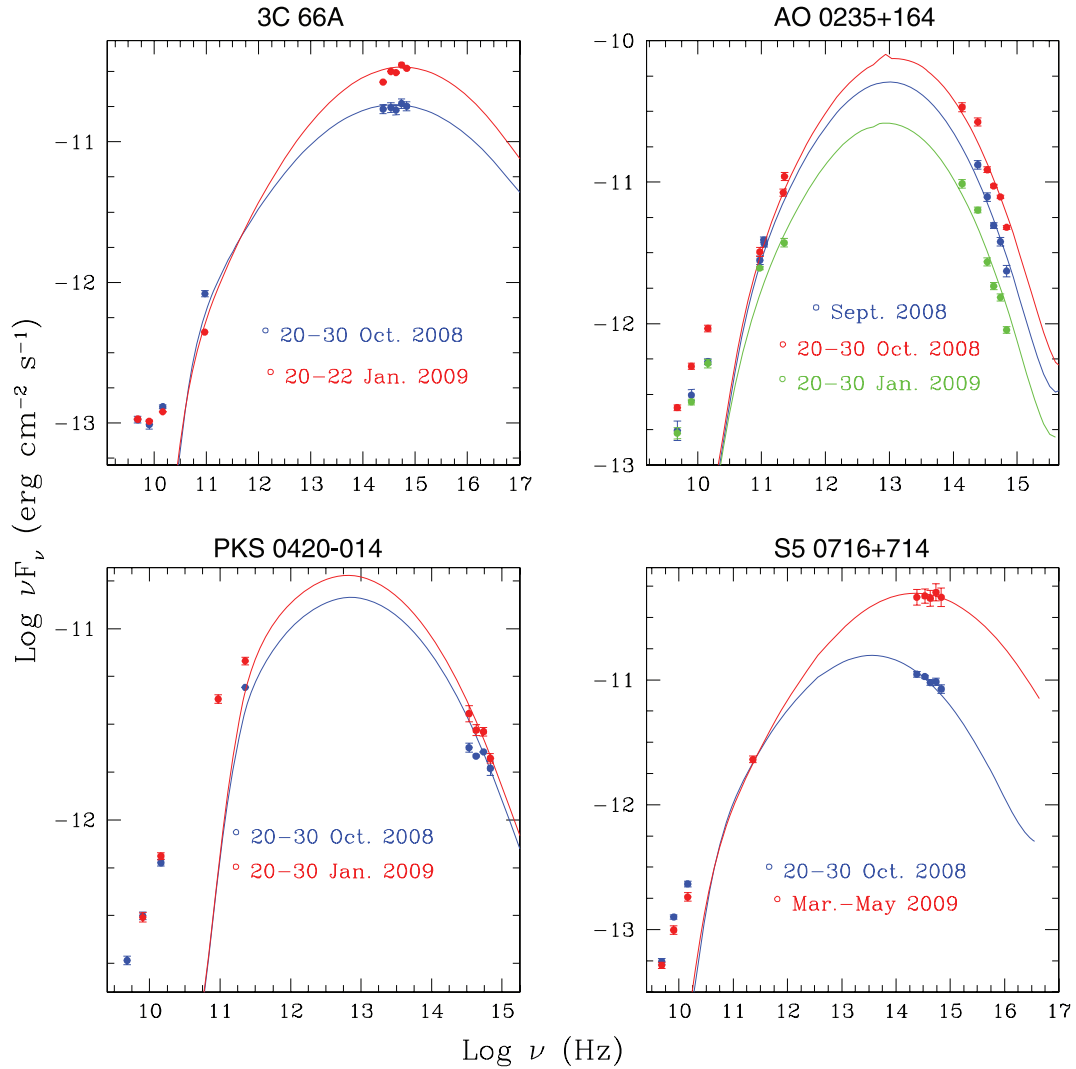 3C 66A
−11
−12
−13
10 11 12 13 14 15 16 17
○ 20−30 Oct. 2008
○ 20−22 Jan. 2009
AO 0235+164
−10
−11
−12
−13
10 11 12 13 14 15
○ Sept. 2008
○ 20−30 Oct. 2008
○ 20−30 Jan. 2009
PKS 0420-014
−11
−12
10 11 12 13 14 15
○ 20−30 Oct. 2008
○ 20−30 Jan. 2009
S5 0716+714
−11
−12
−13
10 11 12 13 14 15 16 17
○ 20−30 Oct. 2008
○ Mar.−May 2009
Log νFν (erg cm⁻² s⁻¹)
Log ν (Hz)